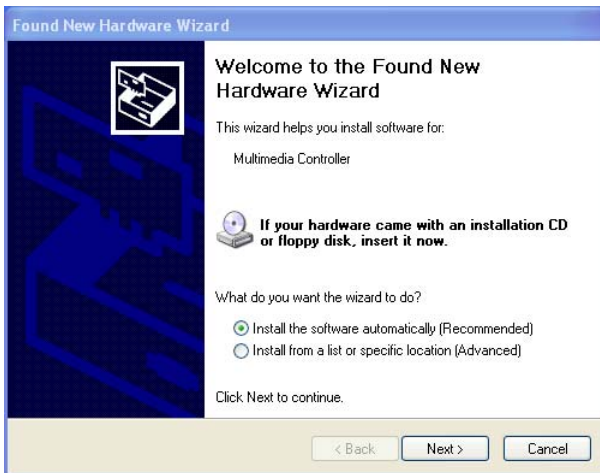 Found New Hardware Wizard
Welcome to the Found New
Hardware Wizard
This wizard helps you install software for:
Multimedia Controller
If your hardware came with an installation CD
or floppy disk, insert it now.
What do you want the wizard to do?
Install the software automatically (Recommended)
Install from a list or specific location (Advanced)
Click Next to continue.
< Back Next > Cancel